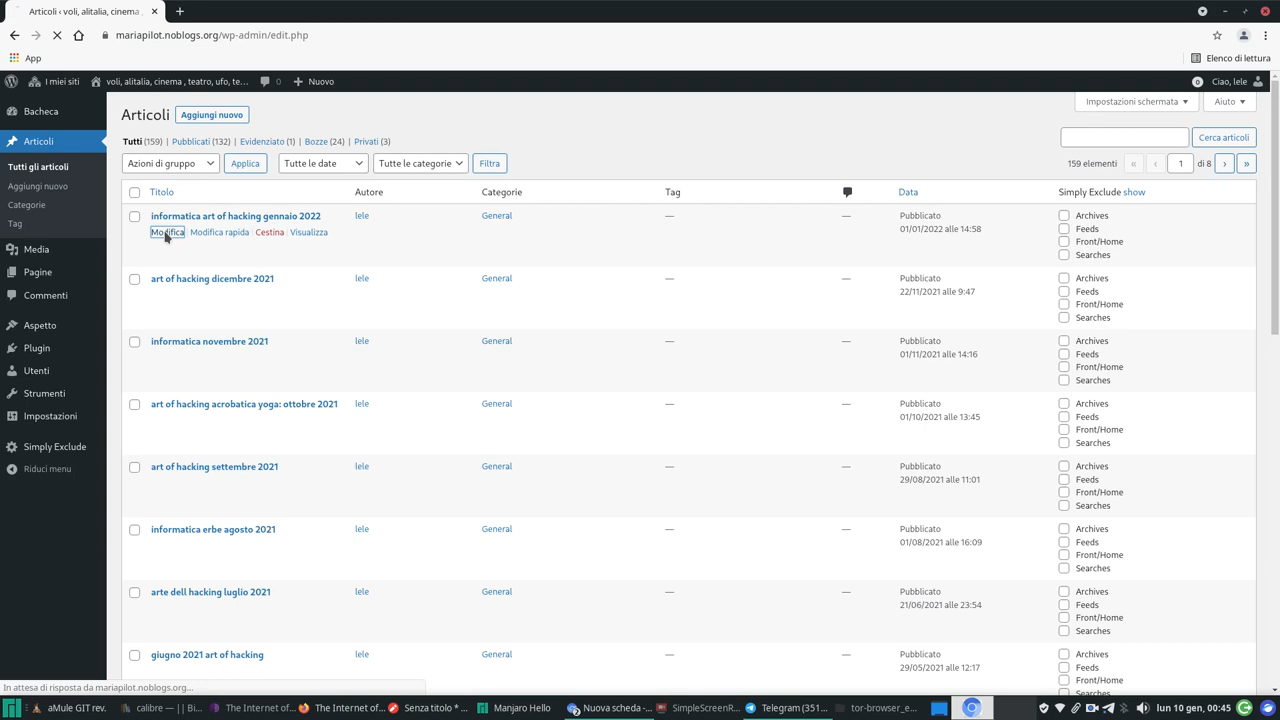 Articoli ‹ voli, alitalia, cinema
mariapilot.noblogs.org/wp-admin/edit.php
App
Elenco di lettura
I miei siti
voli, alitalia, cinema , teatro, ufo, te...
0
Nuovo
0
Ciao, lele
Bacheca
Articoli
Tutti gli articoli
Aggiungi nuovo
Categorie
Tag
Media
Pagine
Commenti
Aspetto
Plugin
Utenti
Strumenti
Impostazioni
Simply Exclude
Riduci menu
Impostazioni schermata
Aiuto
Articoli
Aggiungi nuovo
Tutti (159) | Pubblicati (132) | Evidenziato (1) | Bozze (24) | Privati (3)
Cerca articoli
Azioni di gruppo
Applica
Tutte le date
Tutte le categorie
Filtra
159 elementi « ‹ 1 di 8 › »
Titolo Autore Categorie Tag Data Simply Exclude show
informatica art of hacking gennaio 2022 lele General — — Pubblicato
01/01/2022 alle 14:58
Modifica Modifica rapida | Cestina | Visualizza
Archives
Feeds
Front/Home
Searches
art of hacking dicembre 2021 lele General — — Pubblicato
22/11/2021 alle 9:47
Archives
Feeds
Front/Home
Searches
informatica novembre 2021 lele General — — Pubblicato
01/11/2021 alle 14:16
Archives
Feeds
Front/Home
Searches
art of hacking acrobatica yoga: ottobre 2021 lele General — — Pubblicato
01/10/2021 alle 13:45
Archives
Feeds
Front/Home
Searches
art of hacking settembre 2021 lele General — — Pubblicato
29/08/2021 alle 11:01
Archives
Feeds
Front/Home
Searches
informatica erbe agosto 2021 lele General — — Pubblicato
01/08/2021 alle 16:09
Archives
Feeds
Front/Home
Searches
arte dell hacking luglio 2021 lele General — — Pubblicato
21/06/2021 alle 23:54
Archives
Feeds
Front/Home
Searches
giugno 2021 art of hacking lele General — — Pubblicato
29/05/2021 alle 12:17
Archives
Feeds
Front/Home
Searches
In attesa di risposta da mariapilot.noblogs.org...
aMule GIT rev.
calibre — || Bi...
The Internet of...
The Internet of...
Senza titolo * ...
Manjaro Hello
Nuova scheda -...
SimpleScreenR...
Telegram (351...
tor-browser_e...
lun 10 gen, 00:45